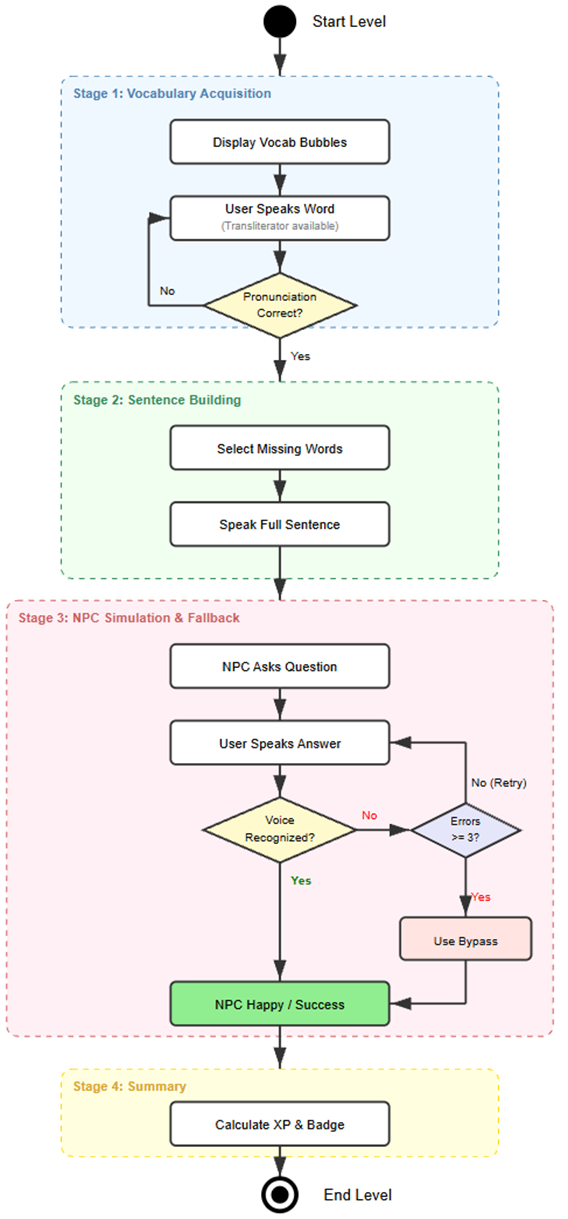 Start Level
Stage 1: Vocabulary Acquisition
Display Vocab Bubbles
User Speaks Word
(Transliterator available)
No
Pronunciation
Correct?
Yes
Stage 2: Sentence Building
Select Missing Words
Speak Full Sentence
Stage 3: NPC Simulation & Fallback
NPC Asks Question
User Speaks Answer
No (Retry)
Voice
Recognized?
No
Errors
>= 3?
Yes
Yes
Use Bypass
NPC Happy / Success
Stage 4: Summary
Calculate XP & Badge
End Level